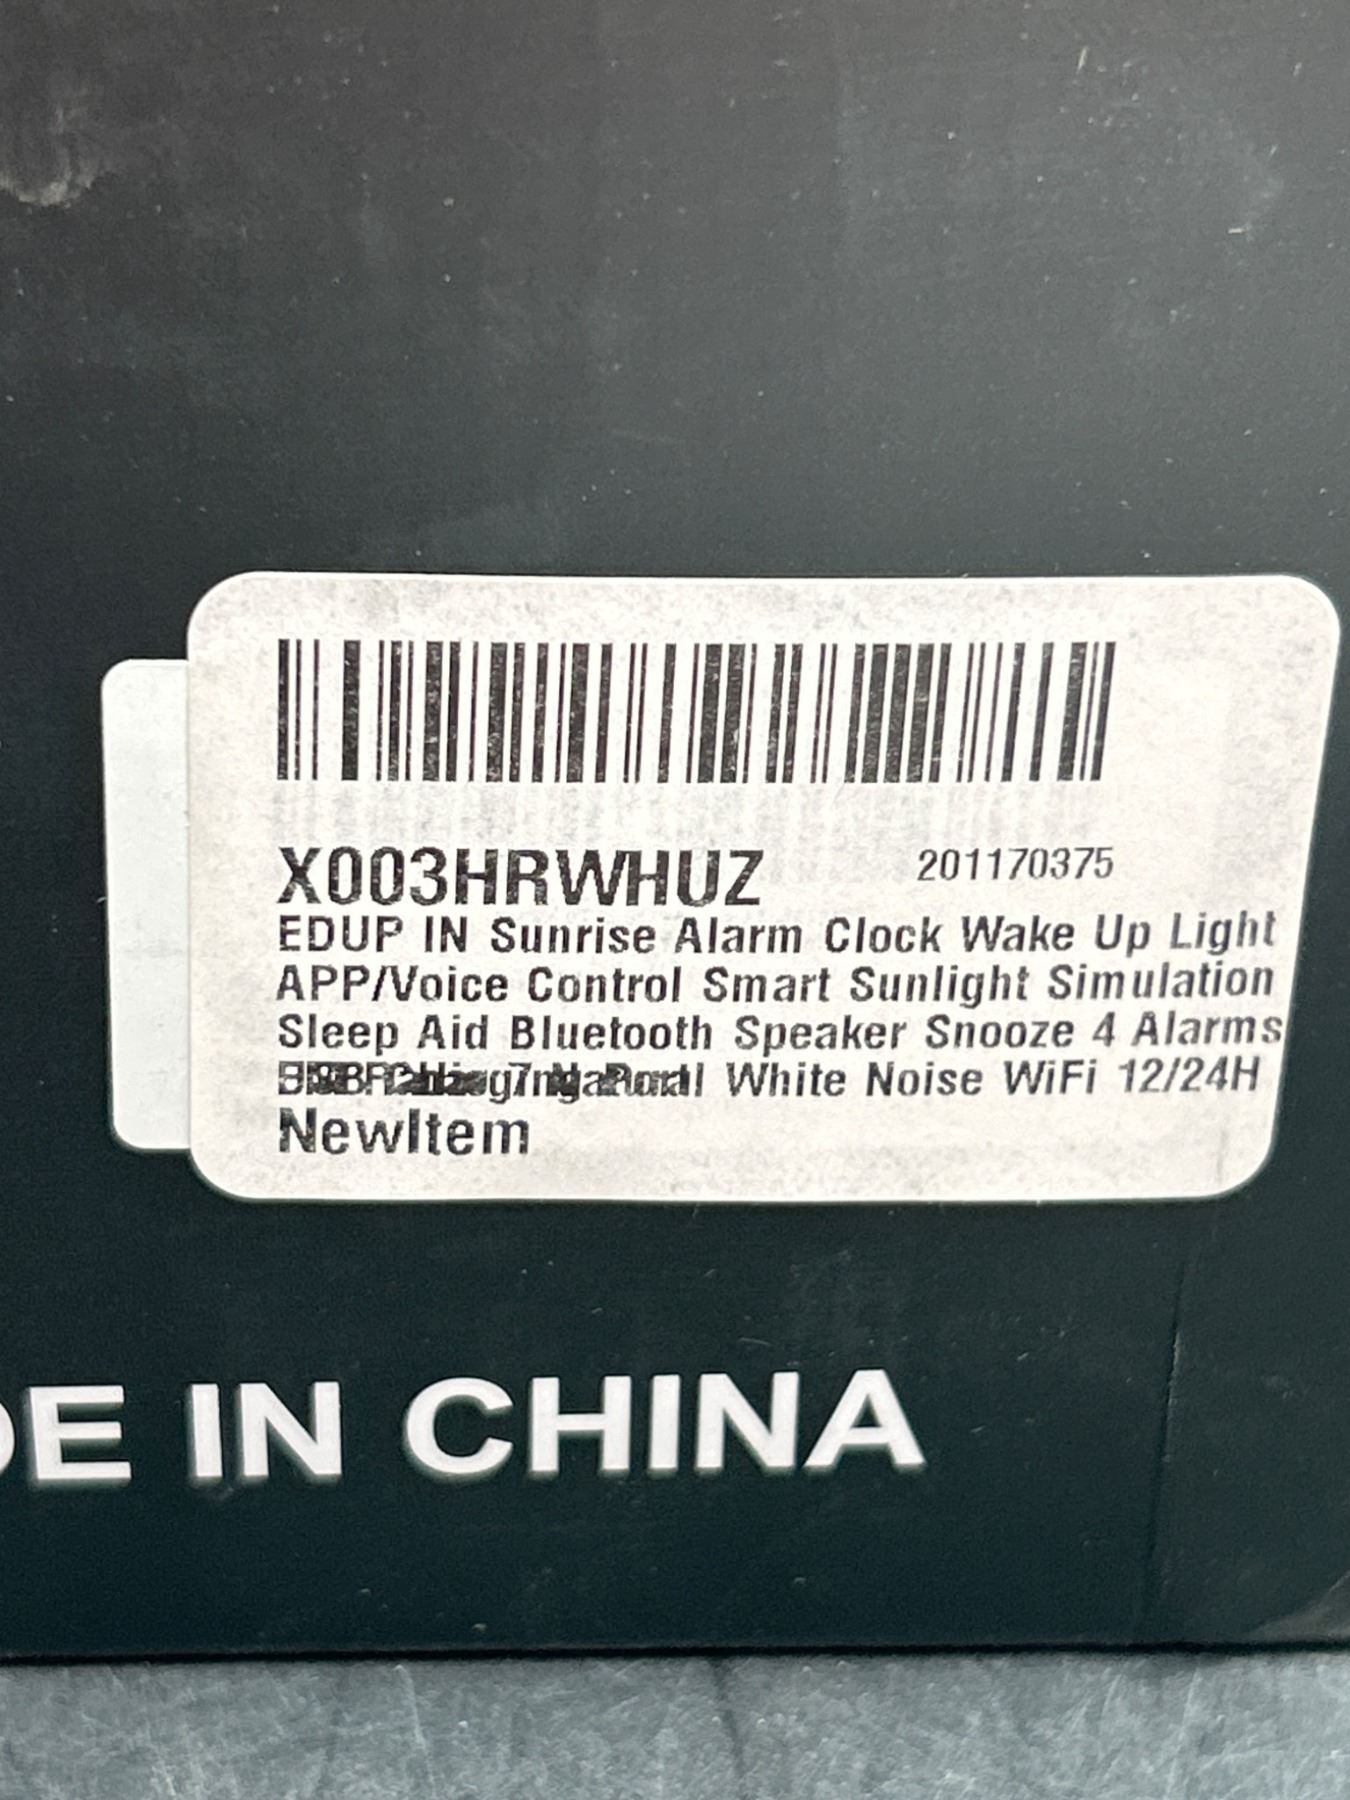 X003HRWHUZ 201170375
EDUP IN Sunrise Alarm Clock Wake Up Light
APP/Voice Control Smart Sunlight Simulation
Sleep Aid Bluetooth Speaker Snooze 4 Alarms
White Noise WiFi 12/24H
NewItem
DE IN CHINA